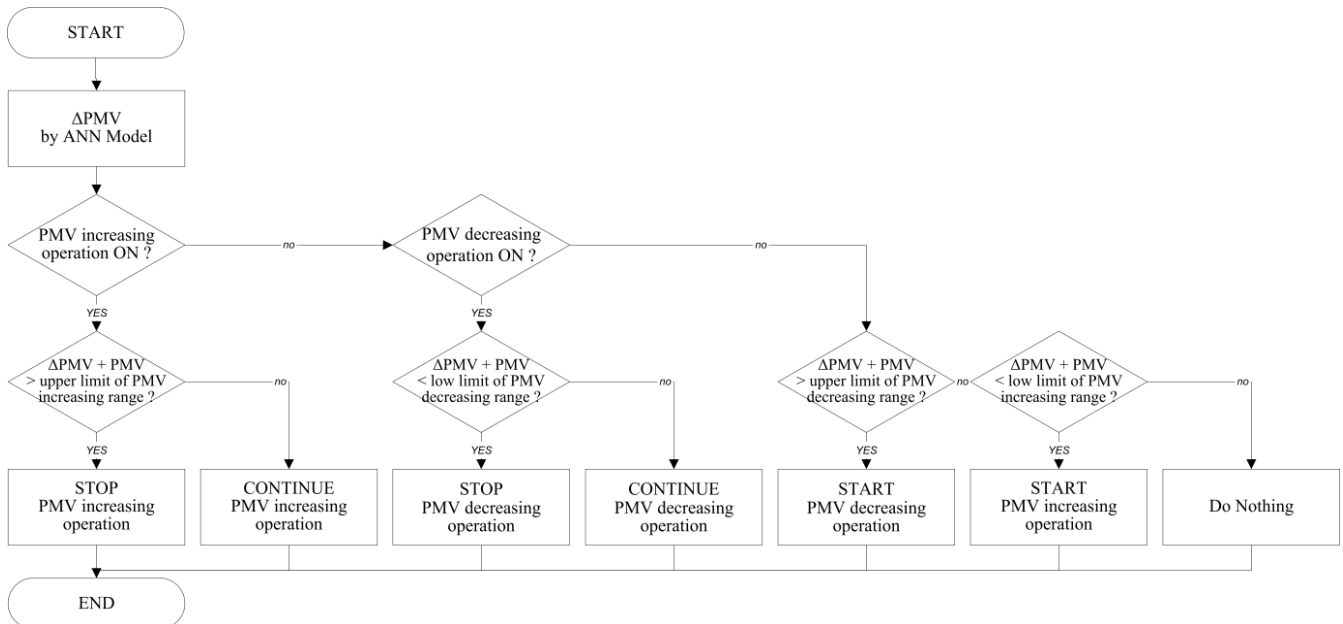 START
ΔPMV
by ANN Model
PMV increasing
operation ON ?
no
PMV decreasing
operation ON ?
no
YES
YES
ΔPMV + PMV
> upper limit of PMV
increasing range ?
no
ΔPMV + PMV
< low limit of PMV
decreasing range ?
no
ΔPMV + PMV
> upper limit of PMV
decreasing range ?
no
ΔPMV + PMV
< low limit of PMV
increasing range ?
no
YES
YES
YES
YES
STOP
PMV increasing
operation
CONTINUE
PMV increasing
operation
STOP
PMV decreasing
operation
CONTINUE
PMV decreasing
operation
START
PMV decreasing
operation
START
PMV increasing
operation
Do Nothing
END